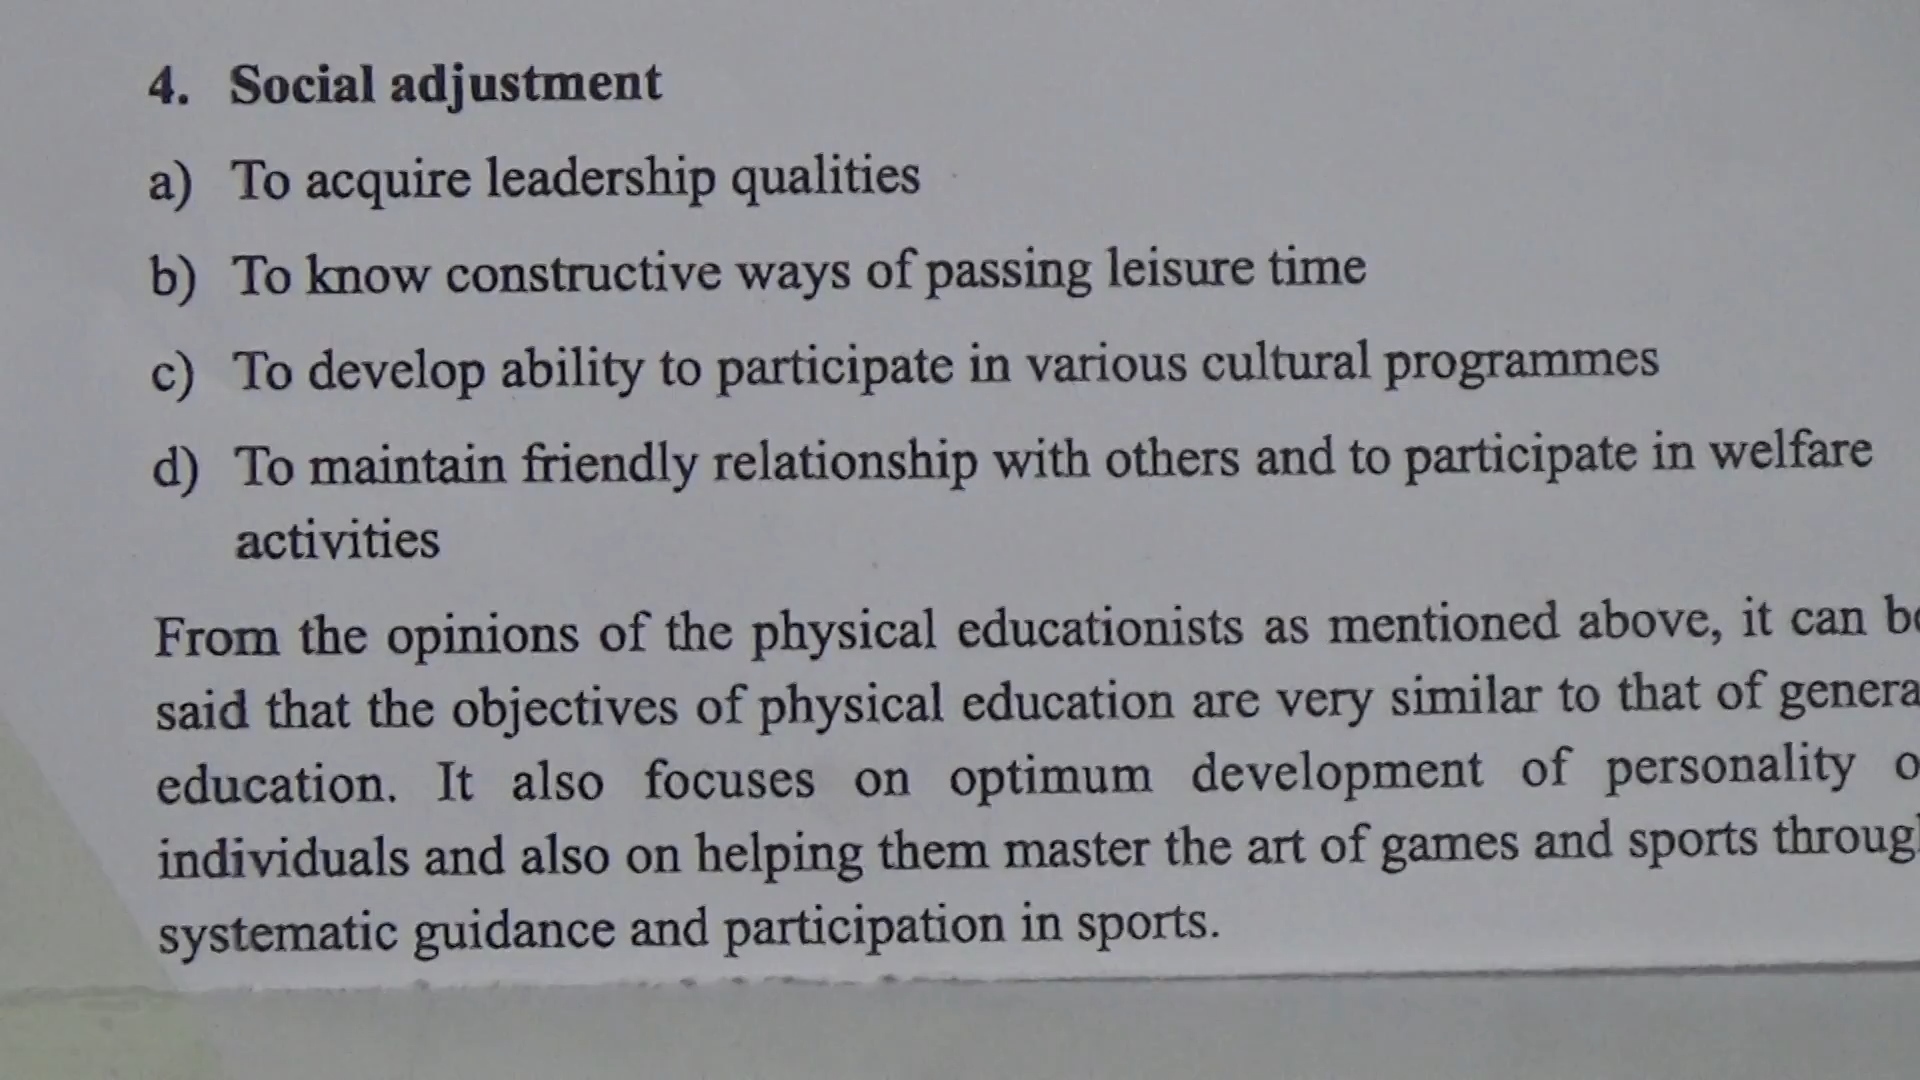 4. Social adjustment
a) To acquire leadership qualities
b) To know constructive ways of passing leisure time
c) To develop ability to participate in various cultural programmes
d) To maintain friendly relationship with others and to participate in welfare
activities
From the opinions of the physical educationists as mentioned above, it can
said that the objectives of physical education are very similar to that of
education. It also focuses on optimum development of personality
individuals and also on helping them master the art of games and sports
systematic guidance and participation in sports.